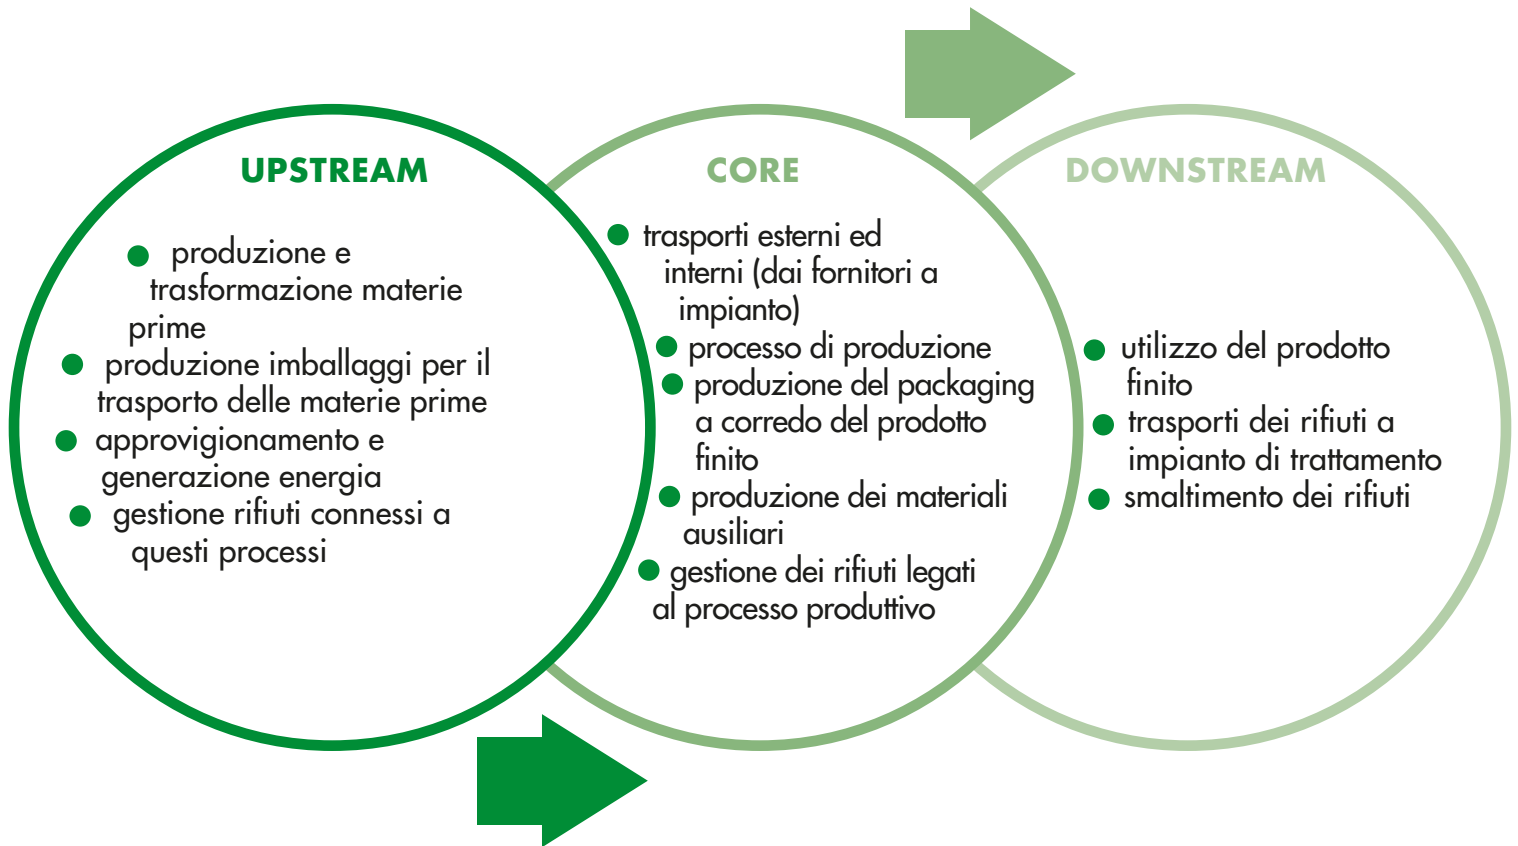 UPSTREAM
● produzione e
trasformazione materie
prime
● produzione imballaggi per il
trasporto delle materie prime
● approvigionamento e
generazione energia
● gestione rifiuti connessi a
questi processi
CORE
● trasporti esterni ed
interni (dai fornitori a
impianto)
● processo di produzione
● produzione del packaging
a corredo del prodotto
finito
● produzione dei materiali
ausiliari
● gestione dei rifiuti legati
al processo produttivo
DOWNSTREAM
● utilizzo del prodotto
finito
● trasporti dei rifiuti a
impianto di trattamento
● smaltimento dei rifiuti